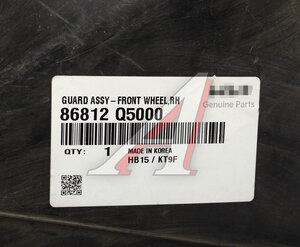 Genuine Parts
GUARD ASSY-FRONT WHEEL,RH
86812 Q5000
QTY: 1 MADE IN KOREA
HB15 / KT9F